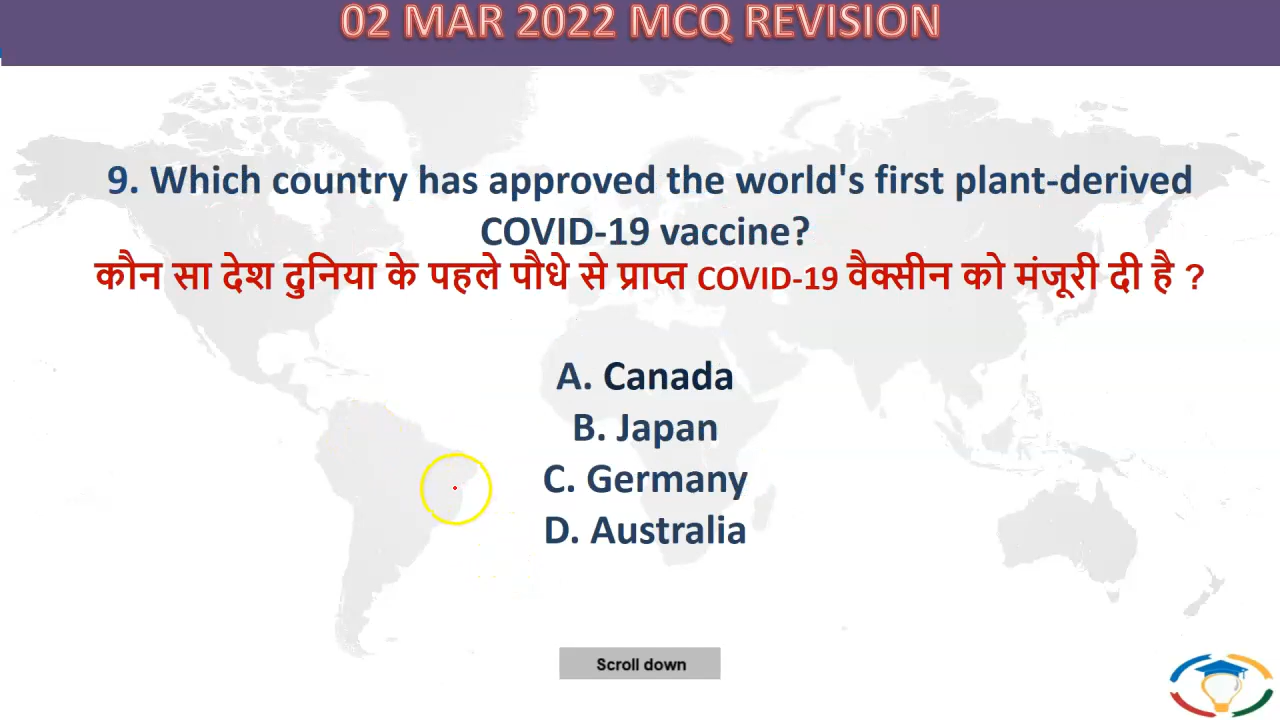 02 MAR 2022 MCQ REVISION
9. Which country has approved the world's first plant-derived
COVID-19 vaccine?
कौन सा देश दुनिया के पहले पौधे से प्राप्त COVID-19 वैक्सीन को मंजूरी दी है ?
A. Canada
B. Japan
C. Germany
D. Australia
Scroll down